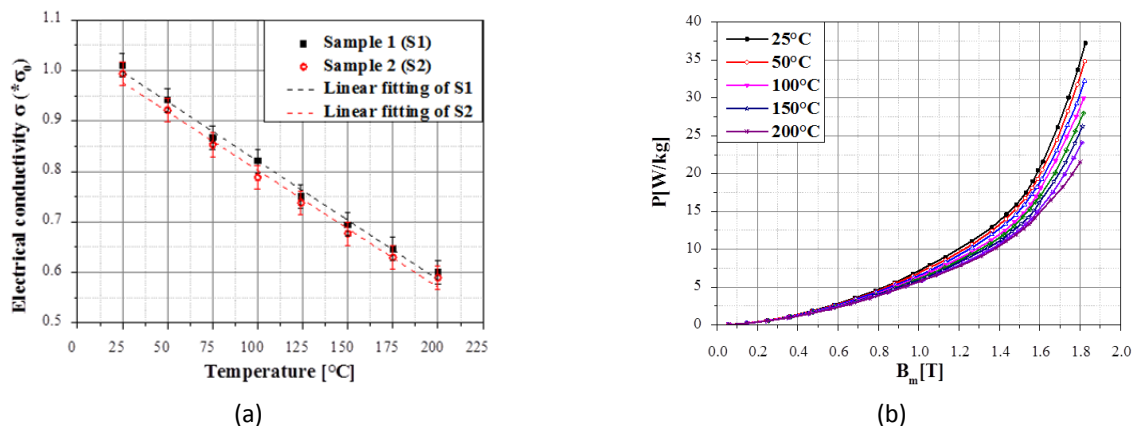 1.1
1.0
0.9
0.8
0.7
0.6
0.5
Electrical conductivity σ (*σ0)
Sample 1 (S1)
Sample 2 (S2)
Linear fitting of S1
Linear fitting of S2
0 25 50 75 100 125 150 175 200 225
Temperature [°C]
(a)
40
35
30
25
20
15
10
5
0
P[W/kg]
25°C
50°C
100°C
150°C
200°C
0.0 0.2 0.4 0.6 0.8 1.0 1.2 1.4 1.6 1.8 2.0
Bm[T]
(b)